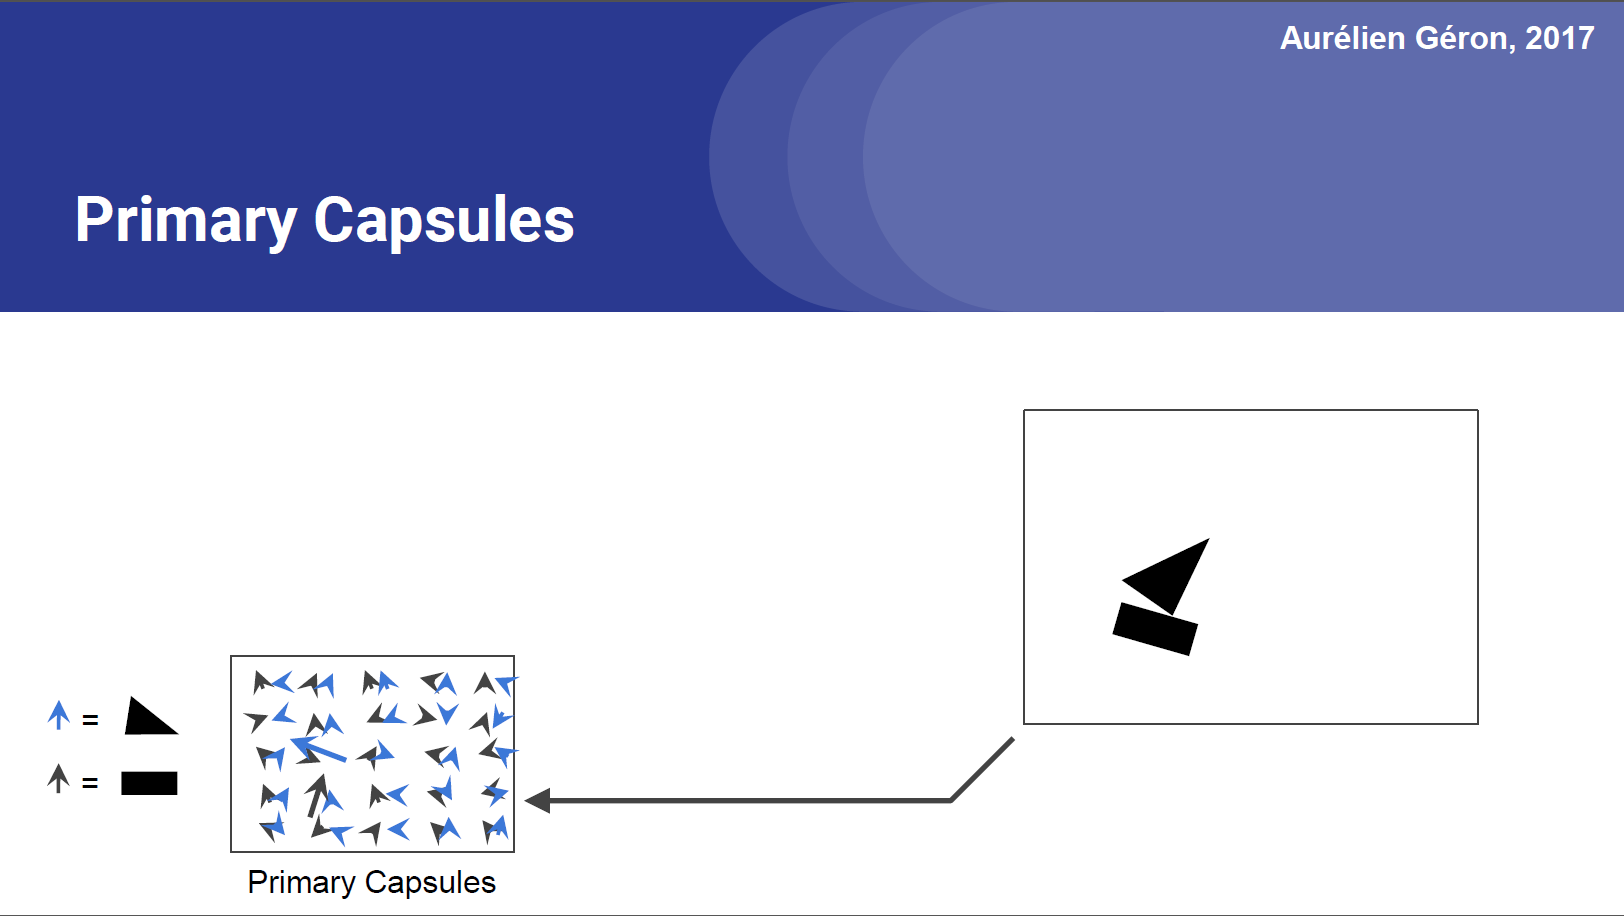 Aurélien Géron, 2017
Primary Capsules
=
=
Primary Capsules